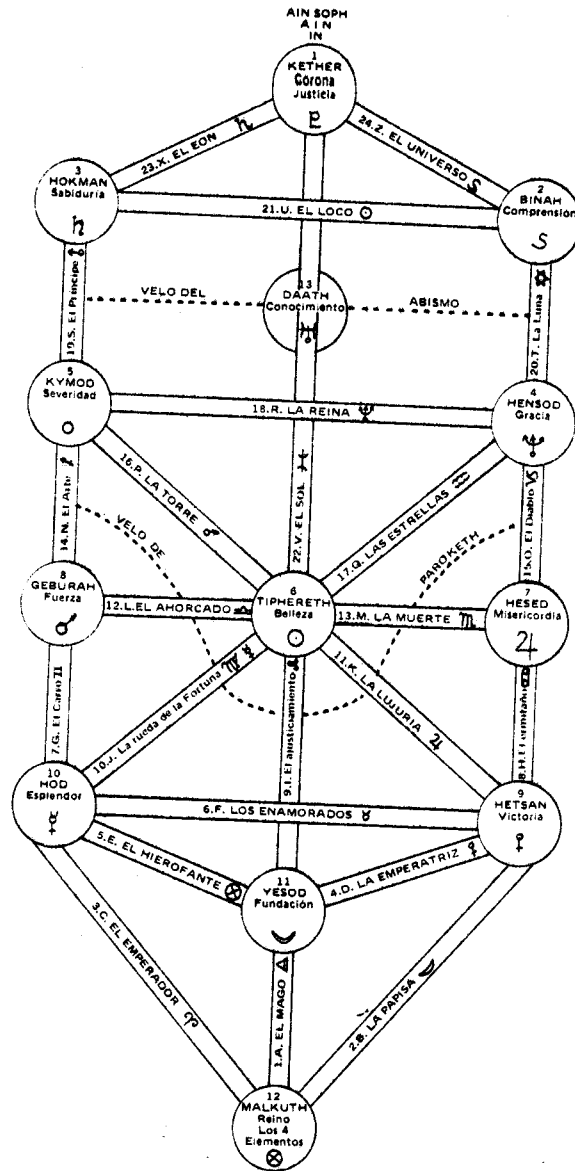 AIN SOPH
A I N
IN
1
KETHER
Corona
Justicia
23.X. EL EON
24.Z. EL UNIVERSO
3
HOKMAN
Sabiduría
2
BINAH
Comprension
21.U. EL LOCO
VELO DEL
13
DAATH
Conocimiento
ABISMO
19.S. El Príncipe
20.T. La Luna
5
KYMOD
Severidad
4
HENSOD
Gracia
18.R. LA REINA
16.P. LA TORRE
22.V. EL SOL
17.Q. LAS ESTRELLAS
14.N. El Arte
VELO DE
PAROKETH
15.O. El Diablo
8
GEBURAH
Fuerza
12.L.EL AHORCADO
6
TIPHERETH
Belleza
13.M. LA MUERTE
7
HESED
Misericordia
7.G. El Carro
10.J. La rueda de la Fortuna
9.I. El ajusticiamiento
11.K. LA LUJURIA
8.H.El ermitaño
10
HOD
Esplendor
6.F. LOS ENAMORADOS
9
HETSAN
Victoria
5.E. EL HIEROFANTE
4.D. LA EMPERATRIZ
11
YESOD
Fundación
3.C. EL EMPERADOR
1.A. EL MAGO
2.B. LA PAPISA
12
MALKUTH
Reino
Los 4
Elementos